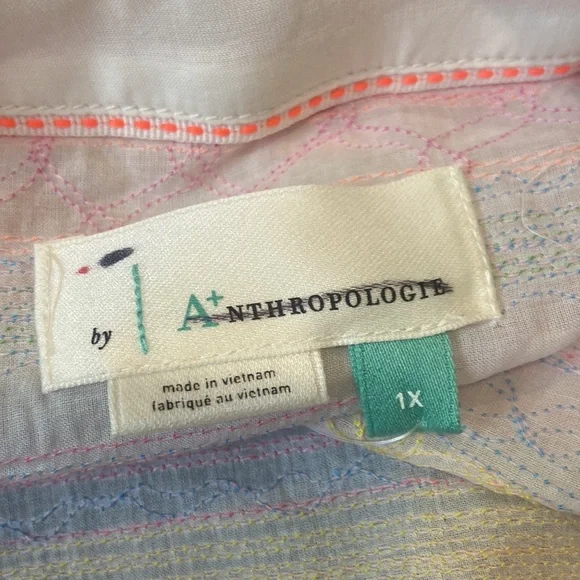 by A+NTHROPOLOGIE
made in vietnam
fabriqué au vietnam
1X